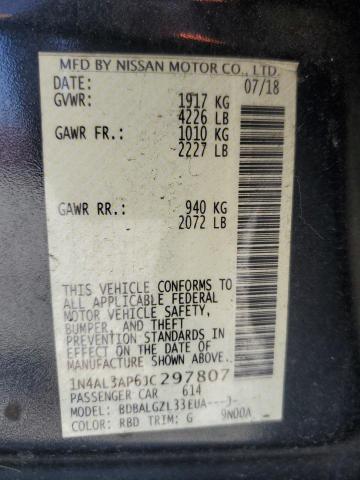 MFD BY NISSAN MOTOR CO., LTD.
DATE: 07/18
GVWR: 1917 KG
4226 LB
GAWR FR.: 1010 KG
2227 LB
GAWR RR.: 940 KG
2072 LB
THIS VEHICLE CONFORMS TO
ALL APPLICABLE FEDERAL
MOTOR VEHICLE SAFETY,
BUMPER, AND THEFT
PREVENTION STANDARDS IN
EFFECT ON THE DATE OF
MANUFACTURE SHOWN ABOVE.
1N4AL3AP6JC297807
PASSENGER CAR 614
MODEL: BDBALGZL33EUA---J-
COLOR: RBD TRIM: G 9N00A